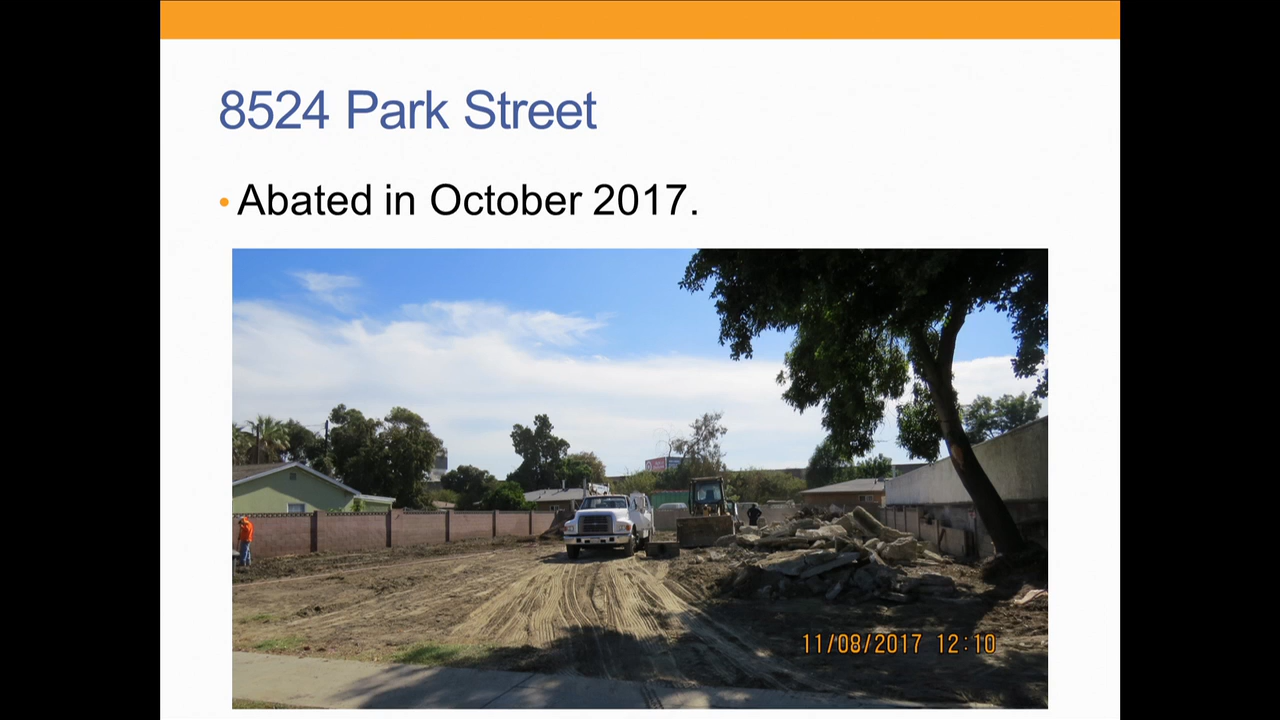 8524 Park Street
• Abated in October 2017.
11/08/2017 12:10